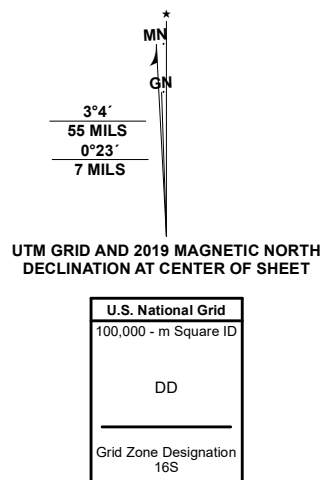 MN
GN
3°4´
55 MILS
0°23´
7 MILS
UTM GRID AND 2019 MAGNETIC NORTH
DECLINATION AT CENTER OF SHEET
U.S. National Grid
100,000 - m Square ID
DD
Grid Zone Designation
16S